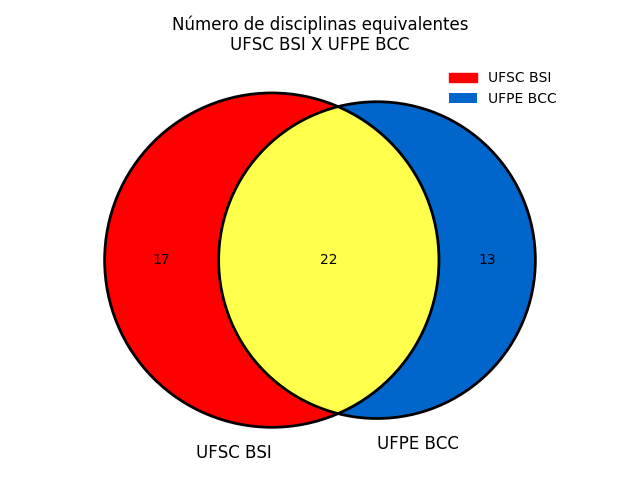 Número de disciplinas equivalentes
UFSC BSI X UFPE BCC
UFSC BSI
UFPE BCC
17
22
13
UFSC BSI
UFPE BCC